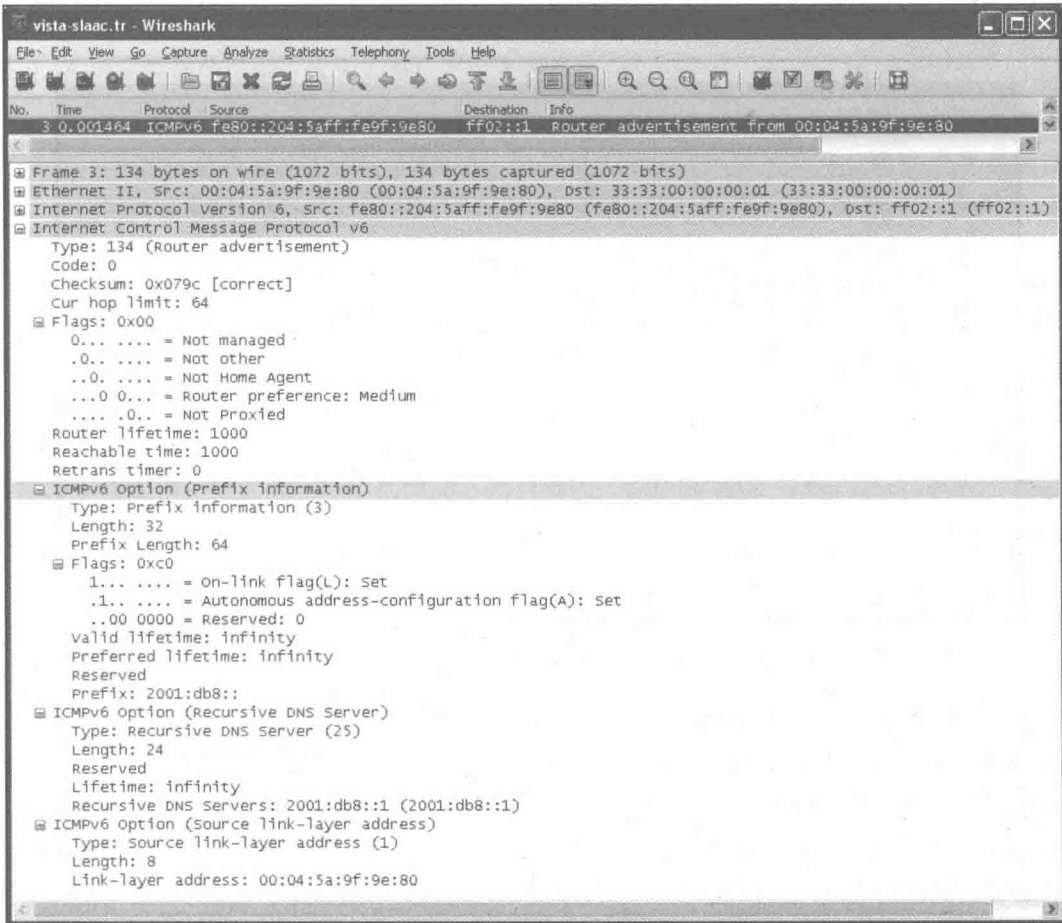 vista-slaac.tr - Wireshark
File Edit View Go Capture Analyze Statistics Telephony Tools Help
No. Time Protocol Source Destination Info
3 0.001464 ICMPv6 fe80::204:5aff:fe9f:9e80 ff02::1 Router advertisement from 00:04:5a:9f:9e:80
Frame 3: 134 bytes on wire (1072 bits), 134 bytes captured (1072 bits)
Ethernet II, Src: 00:04:5a:9f:9e:80 (00:04:5a:9f:9e:80), Dst: 33:33:00:00:00:01 (33:33:00:00:00:01)
Internet Protocol Version 6, Src: fe80::204:5aff:fe9f:9e80 (fe80::204:5aff:fe9f:9e80), Dst: ff02::1 (ff02::1)
Internet Control Message Protocol v6
Type: 134 (Router advertisement)
Code: 0
Checksum: 0x079c [correct]
Cur hop limit: 64
Flags: 0x00
0... .... = Not managed
.0.. .... = Not other
..0. .... = Not Home Agent
...0 0... = Router preference: Medium
.... .0.. = Not Proxied
Router lifetime: 1000
Reachable time: 1000
Retrans timer: 0
ICMPv6 Option (Prefix information)
Type: Prefix information (3)
Length: 32
Prefix Length: 64
Flags: 0xc0
1... .... = On-link flag(L): Set
.1.. .... = Autonomous address-configuration flag(A): Set
..00 0000 = Reserved: 0
Valid lifetime: infinity
Preferred lifetime: infinity
Reserved
Prefix: 2001:db8::
ICMPv6 Option (Recursive DNS Server)
Type: Recursive DNS Server (25)
Length: 24
Reserved
Lifetime: infinity
Recursive DNS Servers: 2001:db8::1 (2001:db8::1)
ICMPv6 Option (Source link-layer address)
Type: Source link-layer address (1)
Length: 8
Link-layer address: 00:04:5a:9f:9e:80